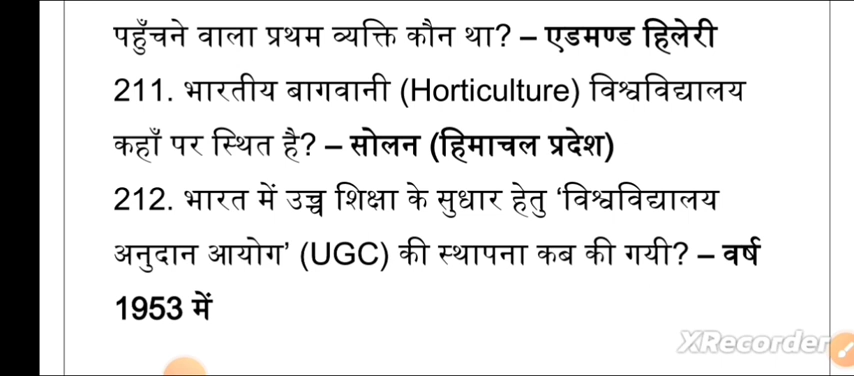 पहुँचने वाला प्रथम व्यक्ति कौन था? – एडमण्ड हिलेरी
211. भारतीय बागवानी (Horticulture) विश्वविद्यालय
कहाँ पर स्थित है? – सोलन (हिमाचल प्रदेश)
212. भारत में उच्च शिक्षा के सुधार हेतु ‘विश्वविद्यालय
अनुदान आयोग’ (UGC) की स्थापना कब की गयी? – वर्ष
1953 में
XRecorder